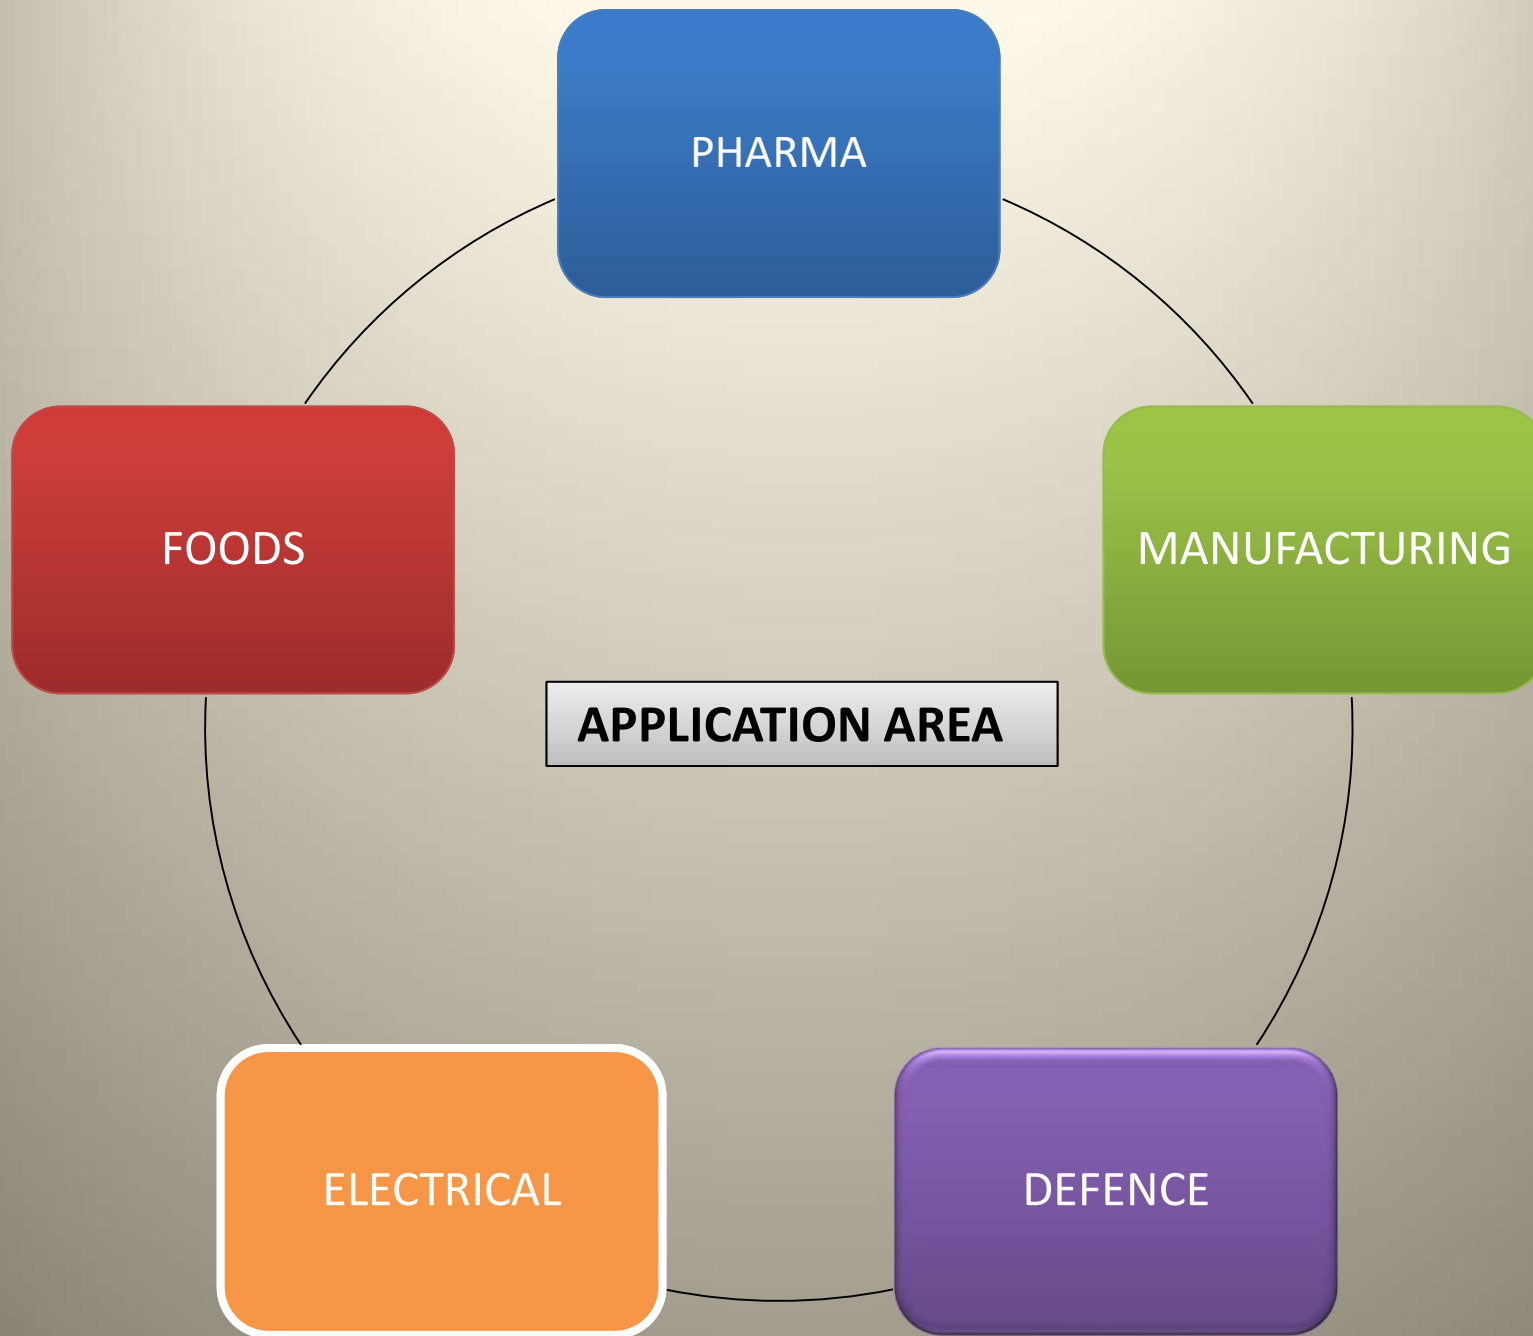 PHARMA
FOODS
MANUFACTURING
APPLICATION AREA
ELECTRICAL
DEFENCE